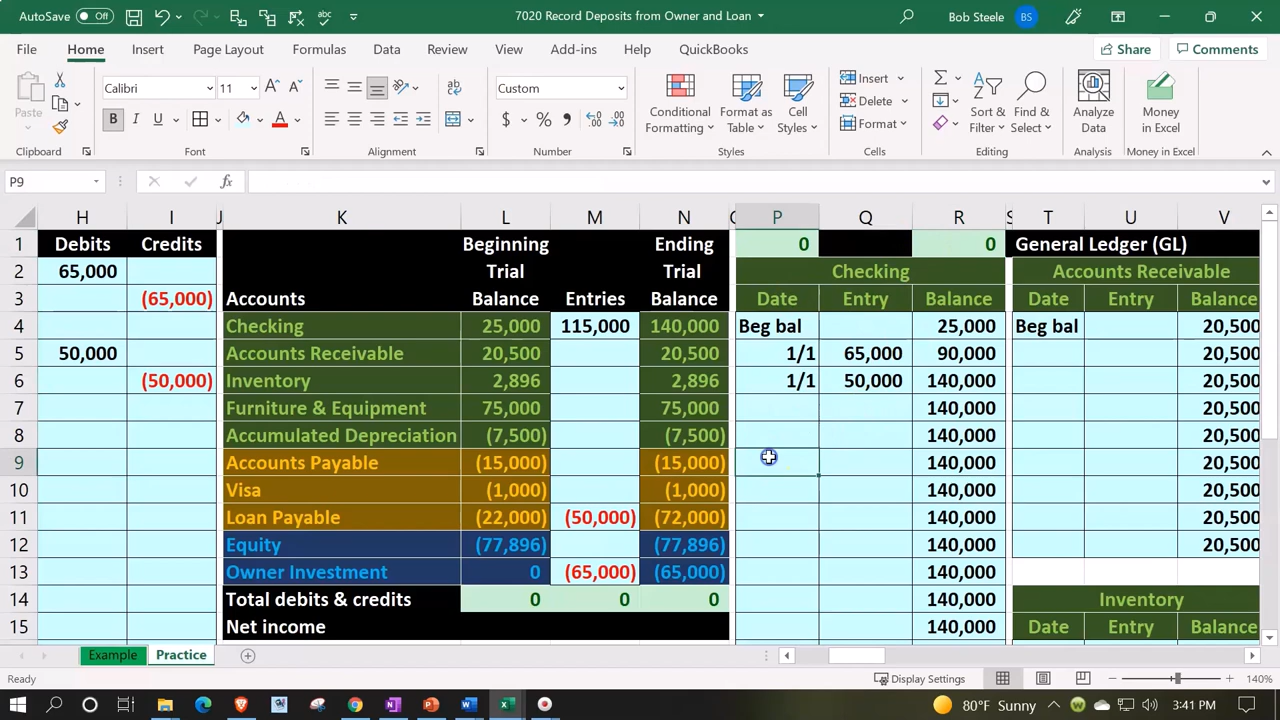 AutoSave Off 7020 Record Deposits from Owner and Loan Bob Steele BS
File Home Insert Page Layout Formulas Data Review View Add-ins Help QuickBooks Share Comments
Paste Calibri 11 Custom Conditional Formatting Format as Table Cell Styles Insert Delete Format Sort & Filter Find & Select Analyze Data Money in Excel
Clipboard Font Alignment Number Styles Cells Editing Analysis Money in Excel
P9 fx
H I J K L M N P Q R S T U V
1 Debits Credits Beginning Ending 0 0 General Ledger (GL)
2 65,000 Trial Trial Checking Accounts Receivable
3 (65,000) Accounts Balance Entries Balance Date Entry Balance Date Entry Balance
4 Checking 25,000 115,000 140,000 Beg bal 25,000 Beg bal 20,500
5 50,000 Accounts Receivable 20,500 20,500 1/1 65,000 90,000 20,500
6 (50,000) Inventory 2,896 2,896 1/1 50,000 140,000 20,500
7 Furniture & Equipment 75,000 75,000 140,000 20,500
8 Accumulated Depreciation (7,500) (7,500) 140,000 20,500
9 Accounts Payable (15,000) (15,000) 140,000 20,500
10 Visa (1,000) (1,000) 140,000 20,500
11 Loan Payable (22,000) (50,000) (72,000) 140,000 20,500
12 Equity (77,896) (77,896) 140,000 20,500
13 Owner Investment 0 (65,000) (65,000) 140,000
14 Total debits & credits 0 0 0 140,000 Inventory
15 Net income 140,000 Date Entry Balance
Example Practice
Ready Display Settings 140%
80°F Sunny 3:41 PM